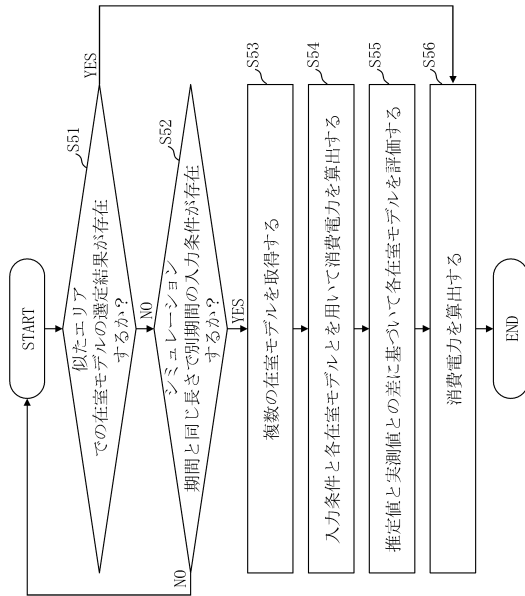 START
S51
似たエリア
での在室モデルの選定結果が存在
するか?
YES
NO
S52
シミュレーション
期間と同じ長さで別期間の入力条件が存在
するか?
NO
YES
S53
複数の在室モデルを取得する
S54
入力条件と各在室モデルとを用いて消費電力を算出する
S55
推定値と実測値との差に基づいて各在室モデルを評価する
S56
消費電力を算出する
END